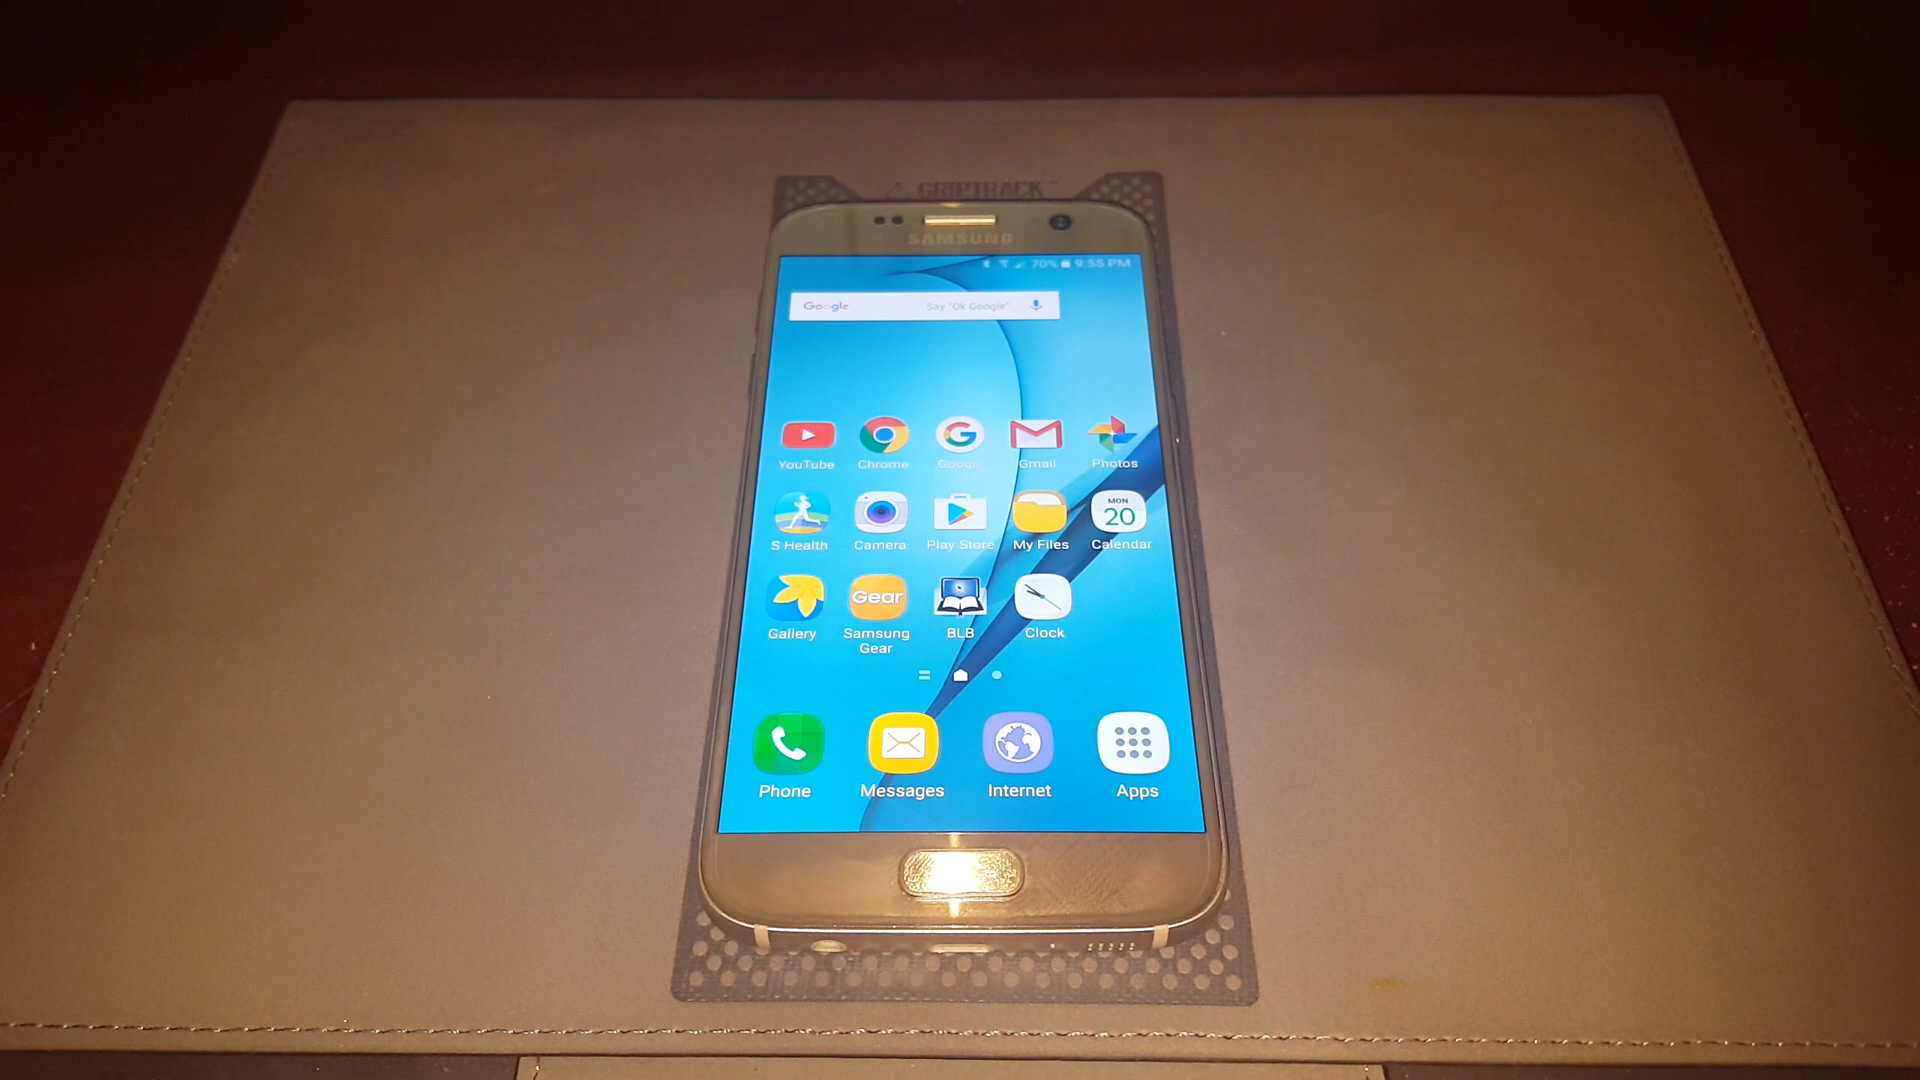 GRIPTRACK
SAMSUNG
70% 9:55 PM
Google Say "Ok Google"
YouTube Chrome Google Gmail Photos
MON
20
S Health Camera Play Store My Files Calendar
Gear
Gallery Samsung Gear BLB Clock
Phone Messages Internet Apps